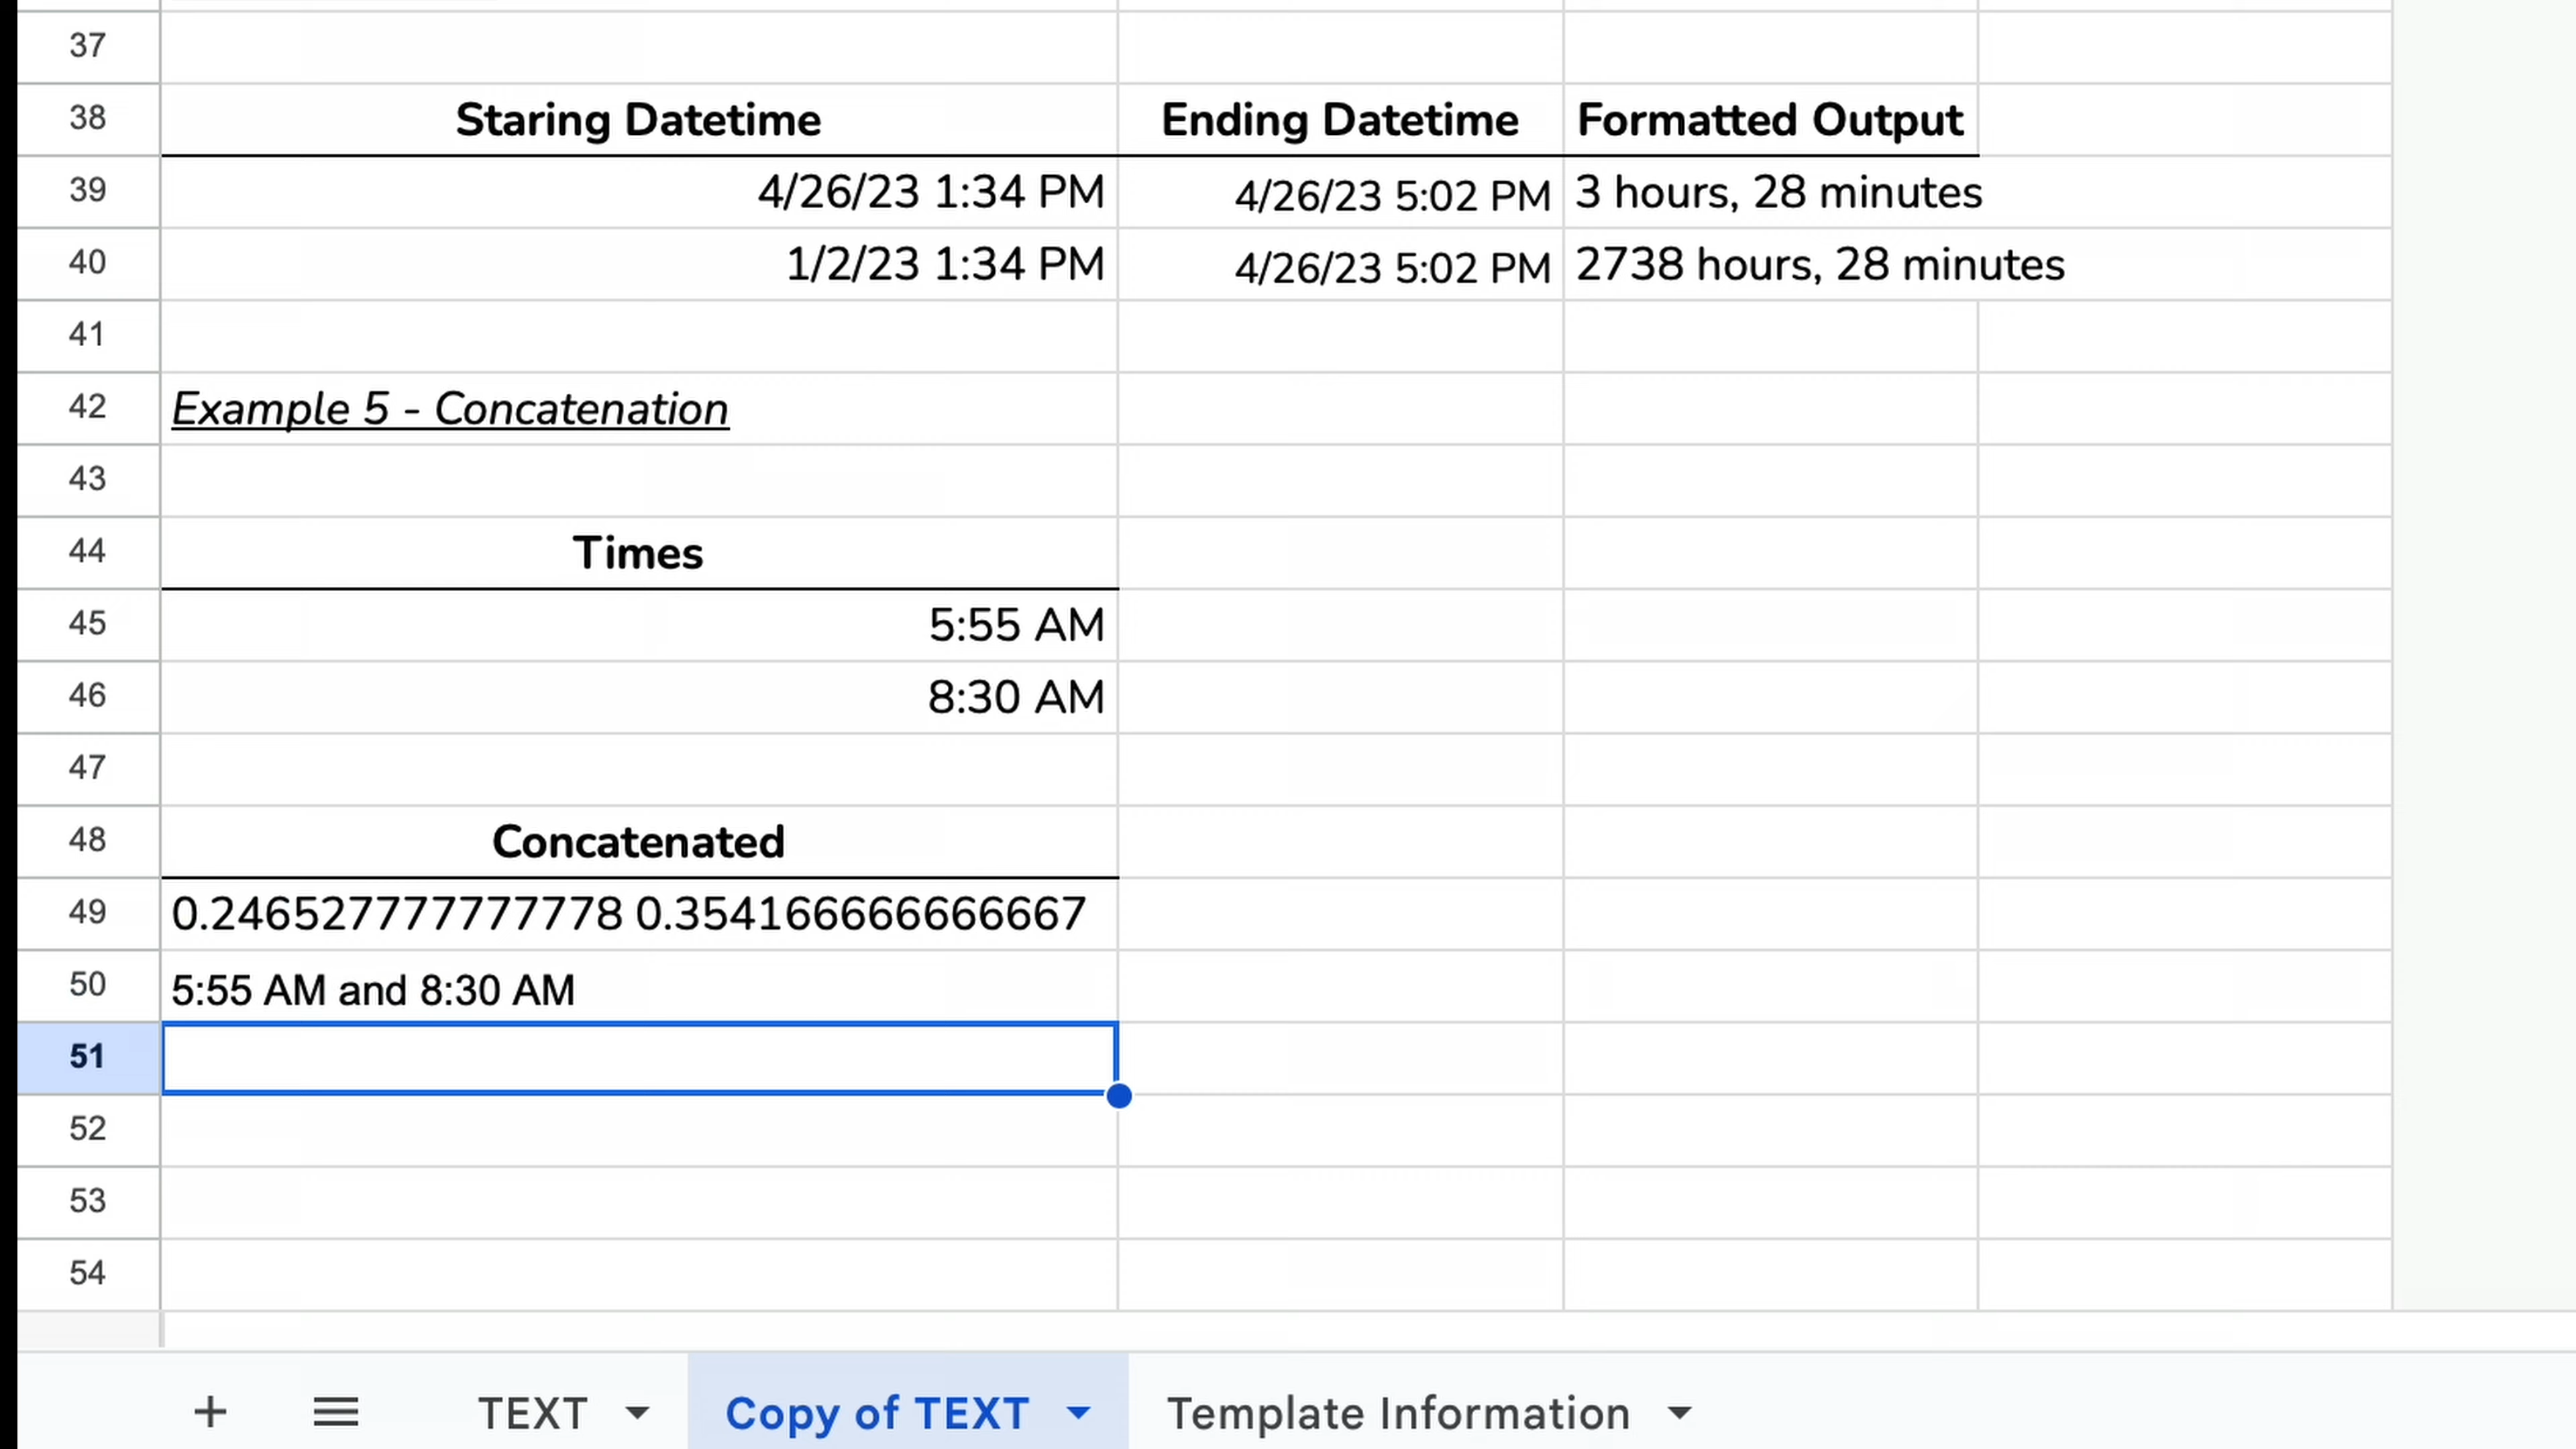 37
38 Staring Datetime Ending Datetime Formatted Output
39 4/26/23 1:34 PM 4/26/23 5:02 PM 3 hours, 28 minutes
40 1/2/23 1:34 PM 4/26/23 5:02 PM 2738 hours, 28 minutes
41
42 Example 5 - Concatenation
43
44 Times
45 5:55 AM
46 8:30 AM
47
48 Concatenated
49 0.246527777777778 0.354166666666667
50 5:55 AM and 8:30 AM
51
52
53
54
+ TEXT Copy of TEXT Template Information